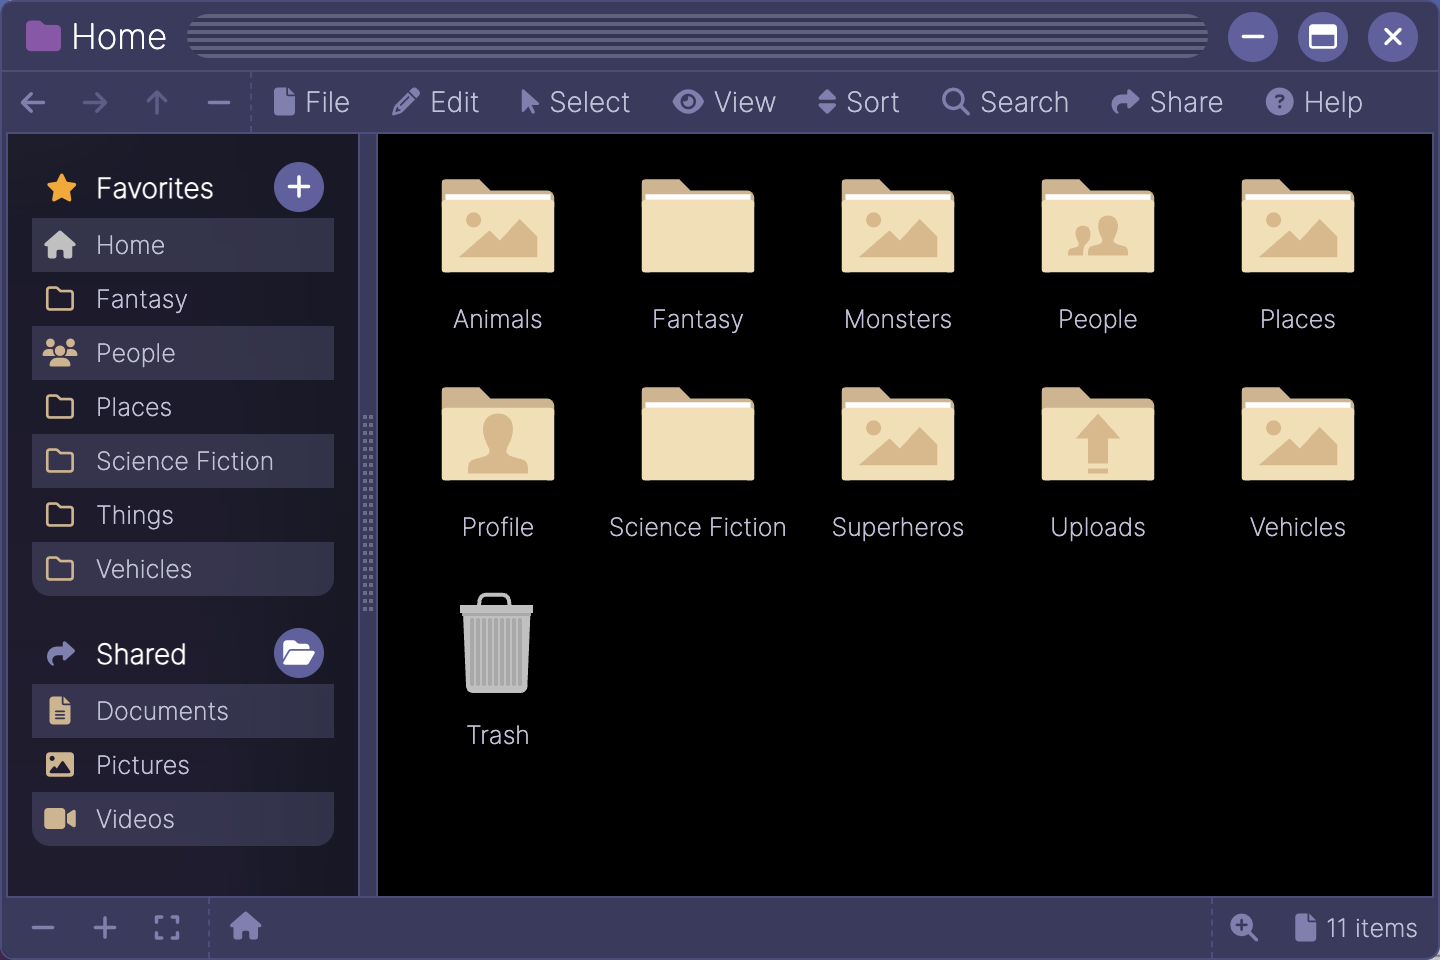 Home
File Edit Select View Sort Search Share Help
Favorites
Home
Fantasy
People
Places
Science Fiction
Things
Vehicles
Shared
Documents
Pictures
Videos
Animals Fantasy Monsters People Places
Profile Science Fiction Superheros Uploads Vehicles
Trash
11 items